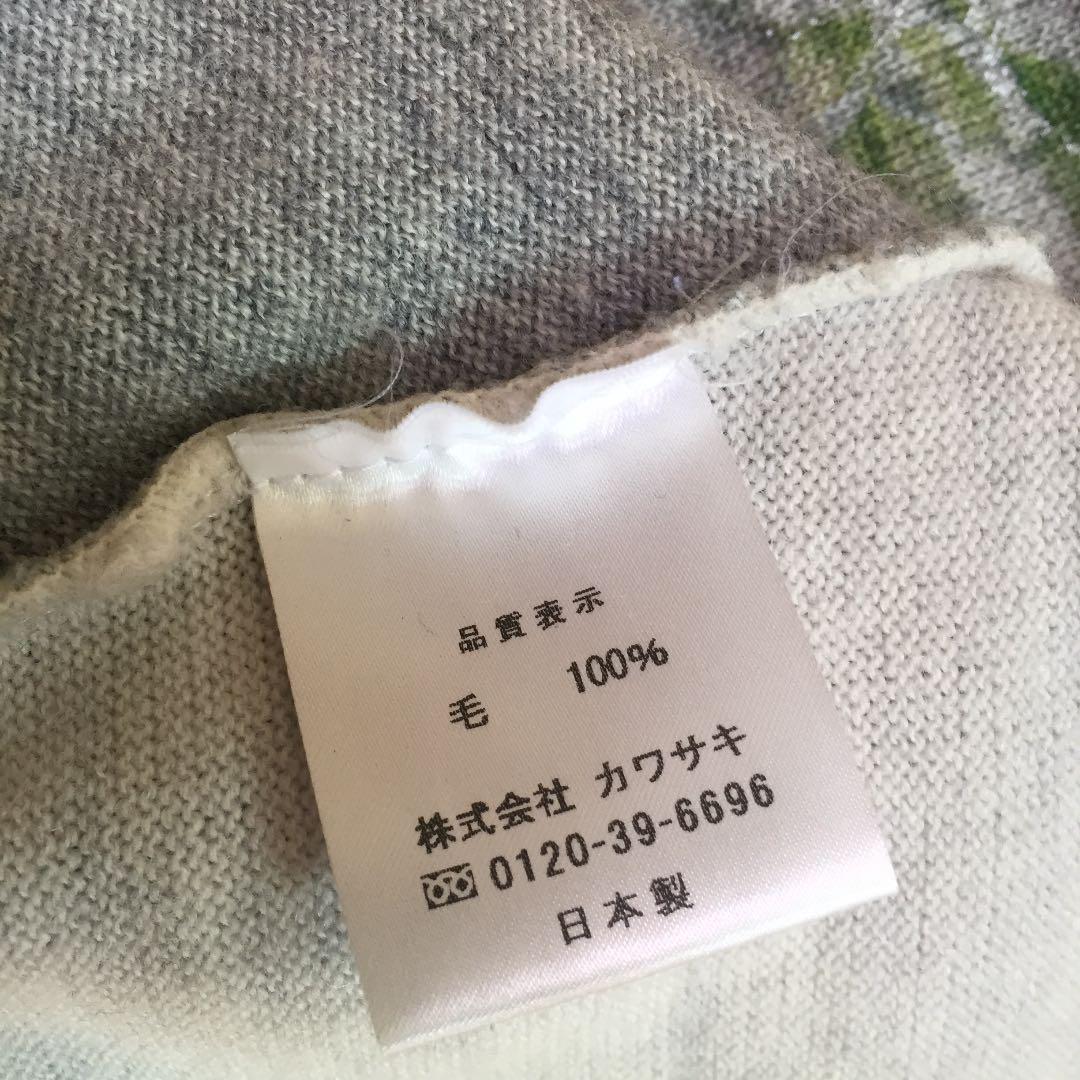 品質表示
毛 100%
株式会社 カワサキ
0120-39-6696
日本製